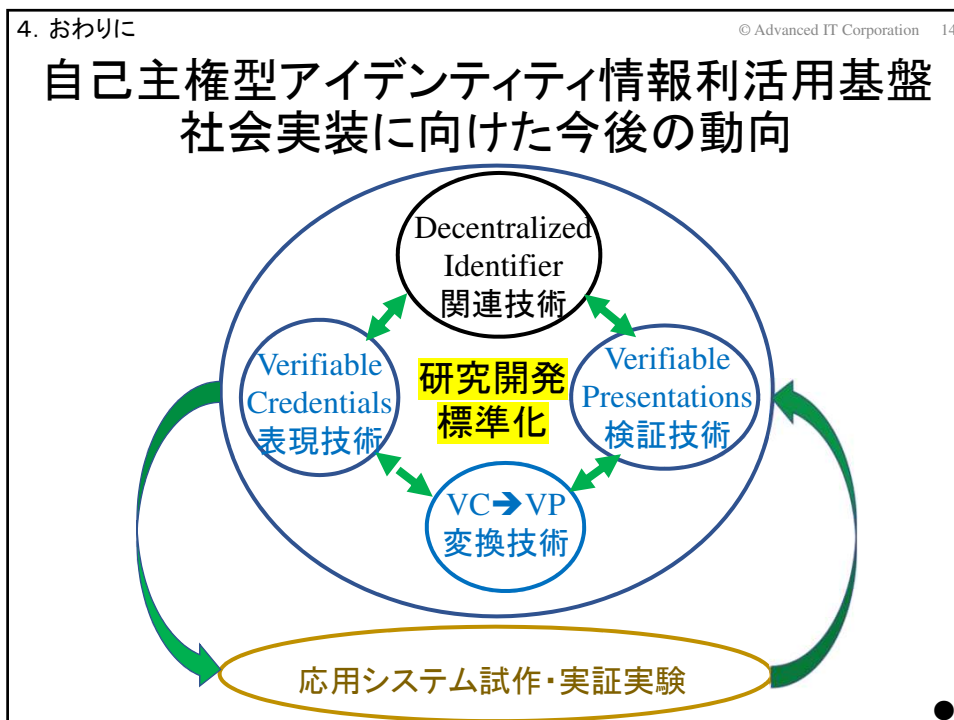 4. おわりに
© Advanced IT Corporation 14
自己主権型アイデンティティ情報利活用基盤
社会実装に向けた今後の動向
Decentralized
Identifier
関連技術
Verifiable
Credentials
表現技術
研究開発
標準化
Verifiable
Presentations
検証技術
VC➔VP
変換技術
応用システム試作・実証実験